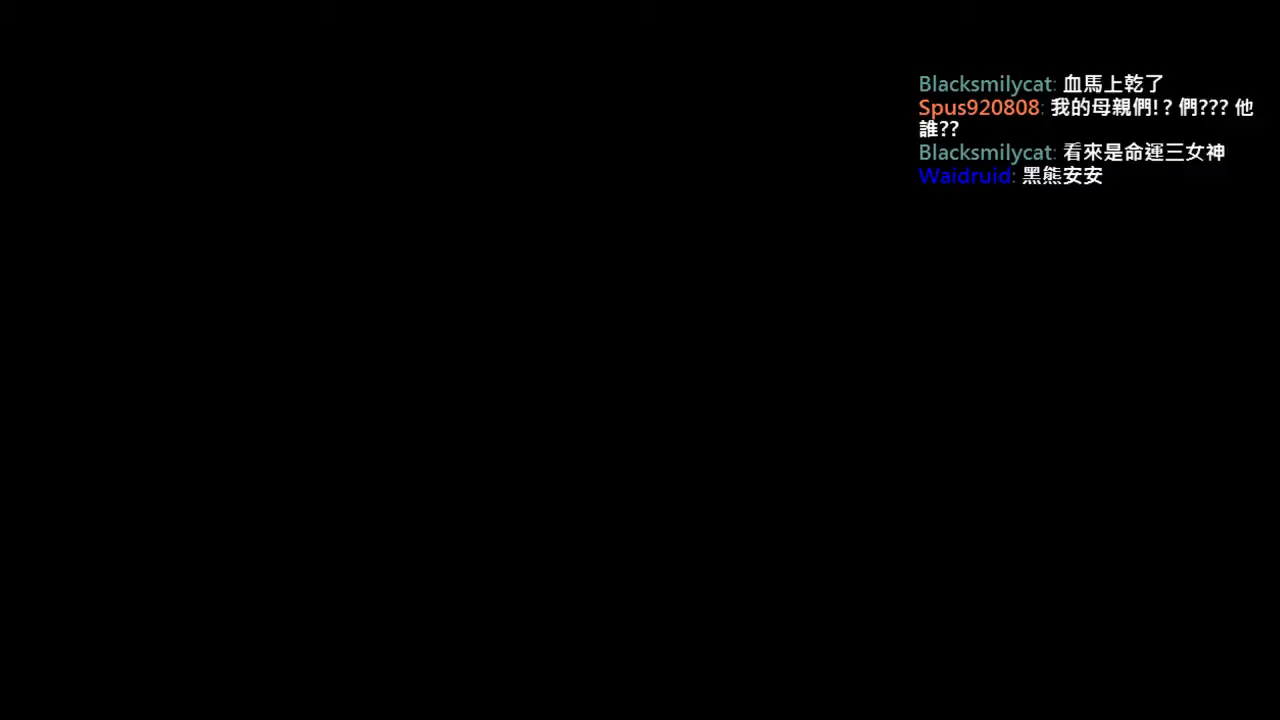 Blacksmilycat: 血馬上乾了
Spus920808: 我的母親們!? 們??? 他
誰??
Blacksmilycat: 看來是命運三女神
Waidruid: 黑熊安安